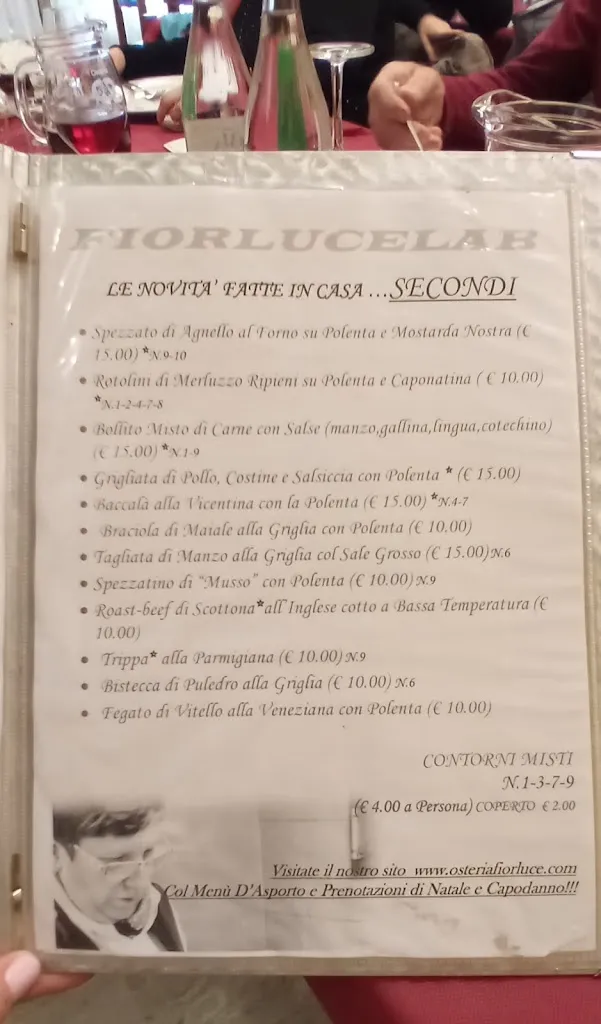 FIORLUCELAB
LE NOVITA' FATTE IN CASA ...SECONDI
• Spezzato di Agnello al Forno su Polenta e Mostarda Nostra (€
15.00) *N.9-10
• Rotolini di Merluzzo Ripieni su Polenta e Caponatina ( € 10.00)
*N.1-2-4-7-8
• Bollito Misto di Carne con Salse (manzo,gallina,lingua,cotechino)
(€ 15.00) *N.1-9
• Grigliata di Pollo, Costine e Salsiccia con Polenta * (€ 15.00)
• Baccalà alla Vicentina con la Polenta (€ 15.00) *N.4-7
• Braciola di Maiale alla Griglia con Polenta (€ 10.00)
• Tagliata di Manzo alla Griglia col Sale Grosso (€ 15.00)N.6
• Spezzatino di "Musso" con Polenta (€ 10.00)N.9
• Roast-beef di Scottona*all'Inglese cotto a Bassa Temperatura (€
10.00)
• Trippa* alla Parmigiana (€ 10.00)N.9
• Bistecca di Puledro alla Griglia (€ 10.00) N.6
• Fegato di Vitello alla Veneziana con Polenta (€ 10.00)
CONTORNI MISTI
N.1-3-7-9
(€ 4.00 a Persona) COPERTO € 2.00
Visitate il nostro sito www.osteriafiorluce.com
Col Menù D'Asporto e Prenotazioni di Natale e Capodanno!!!